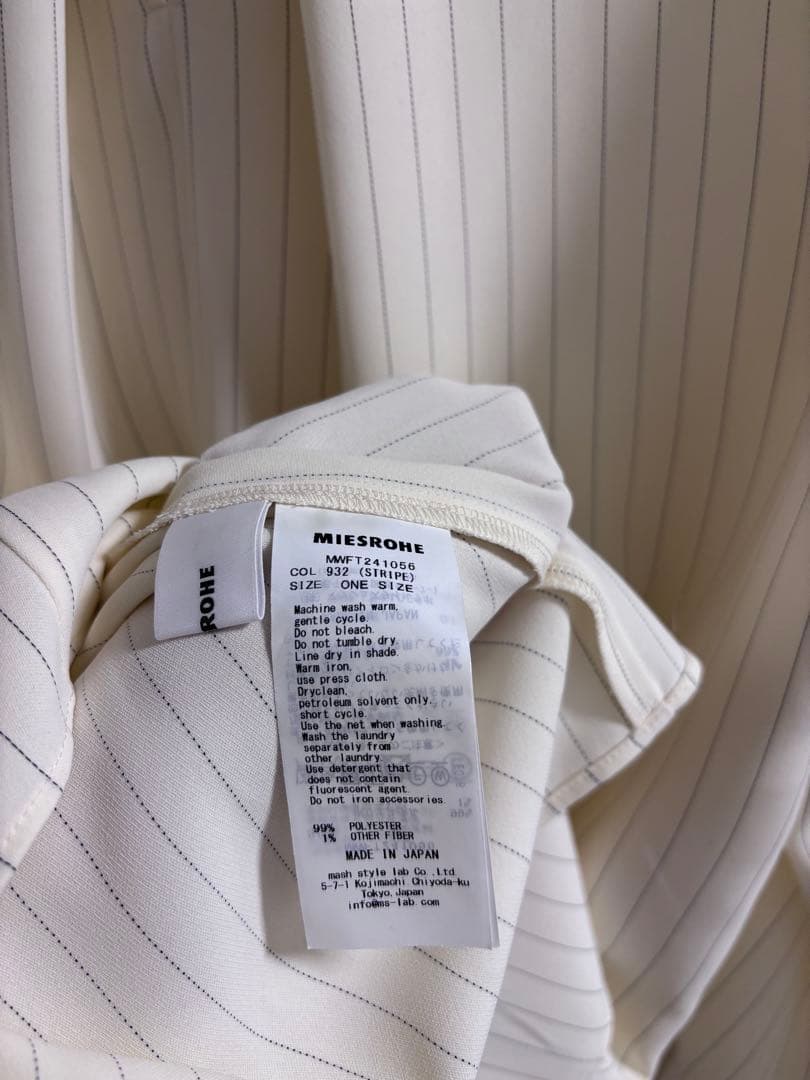 ROHE
MIESROHE
MWFT241056
COL 932 (STRIPE)
SIZE ONE SIZE
Machine wash warm,
gentle cycle.
Do not bleach.
Do not tumble dry.
Line dry in shade.
Warm iron,
use press cloth.
Dryclean,
petroleum solvent only,
short cycle.
Use the net when washing.
Wash the laundry
separately from
other laundry.
Use detergent that
does not contain
fluorescent agent.
Do not iron accessories.
99% POLYESTER
1% OTHER FIBER
MADE IN JAPAN
mash style lab Co.,Ltd.
5-7-1 Kojimachi Chiyoda-ku
Tokyo,Japan
info@ms-lab.com